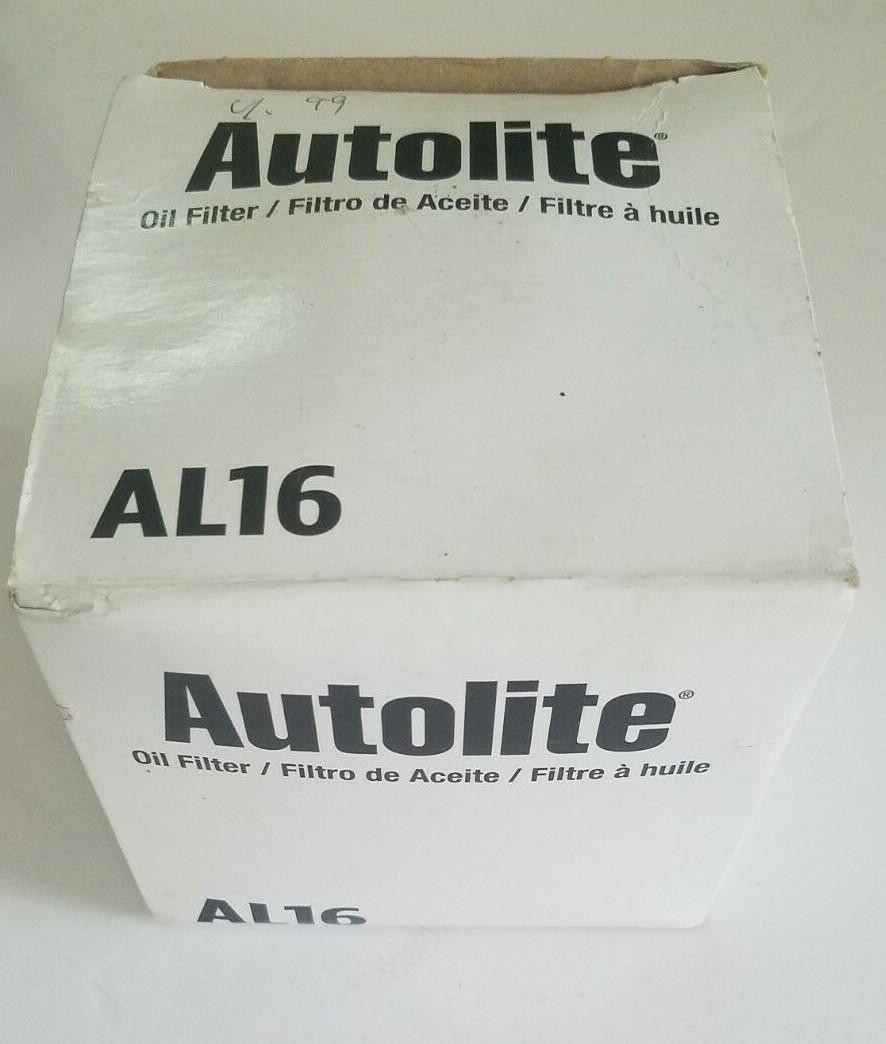 Autolite®
Oil Filter / Filtro de Aceite / Filtre à huile
AL16
Autolite®
Oil Filter / Filtro de Aceite / Filtre à huile
AL16